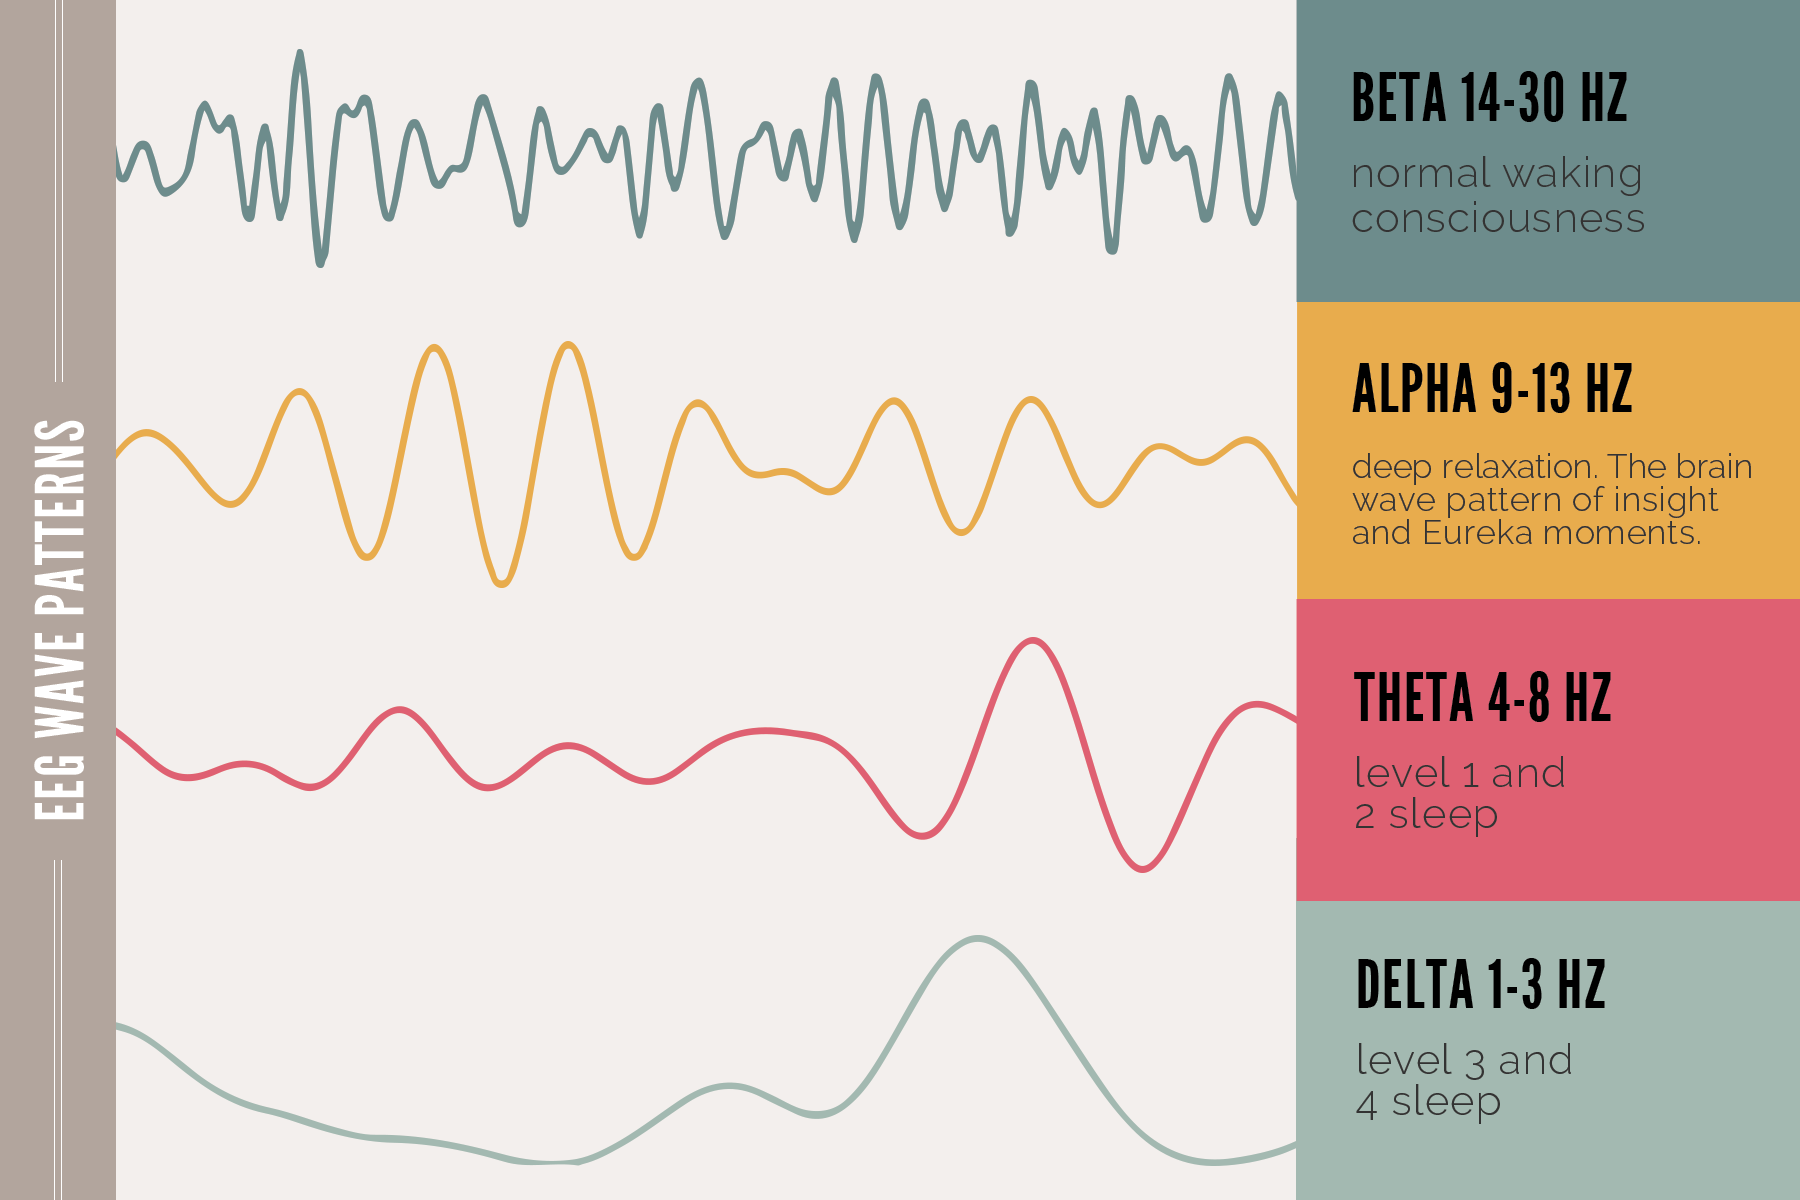 EEG WAVE PATTERNS
BETA 14-30 HZ
normal waking
consciousness
ALPHA 9-13 HZ
deep relaxation. The brain
wave pattern of insight
and Eureka moments.
THETA 4-8 HZ
level 1 and
2 sleep
DELTA 1-3 HZ
level 3 and
4 sleep